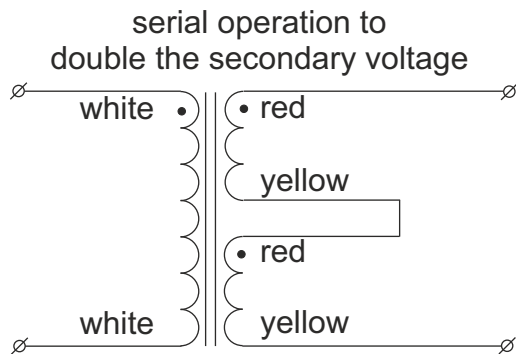 serial operation to
double the secondary voltage
white
red
yellow
red
white
yellow